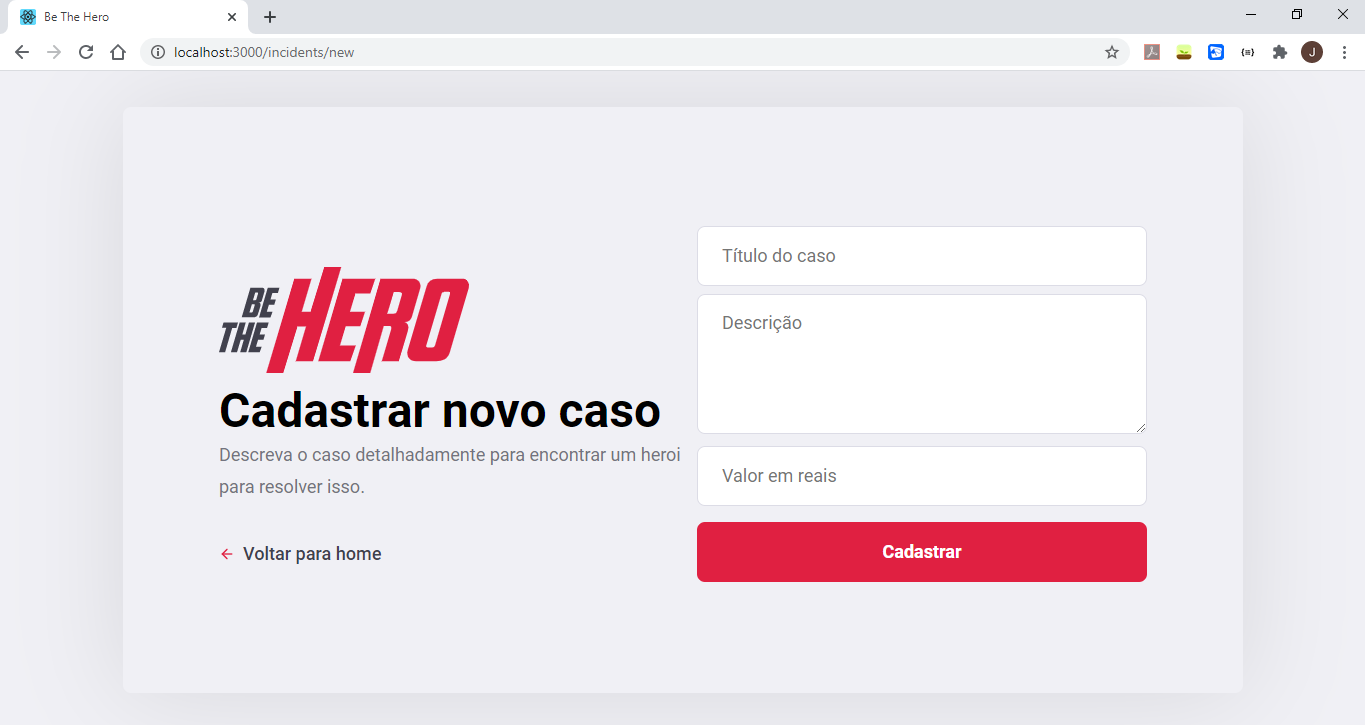 Be The Hero
localhost:3000/incidents/new
J
BE
THE HERO
Cadastrar novo caso
Descreva o caso detalhadamente para encontrar um heroi
para resolver isso.
Voltar para home
Título do caso
Descrição
Valor em reais
Cadastrar